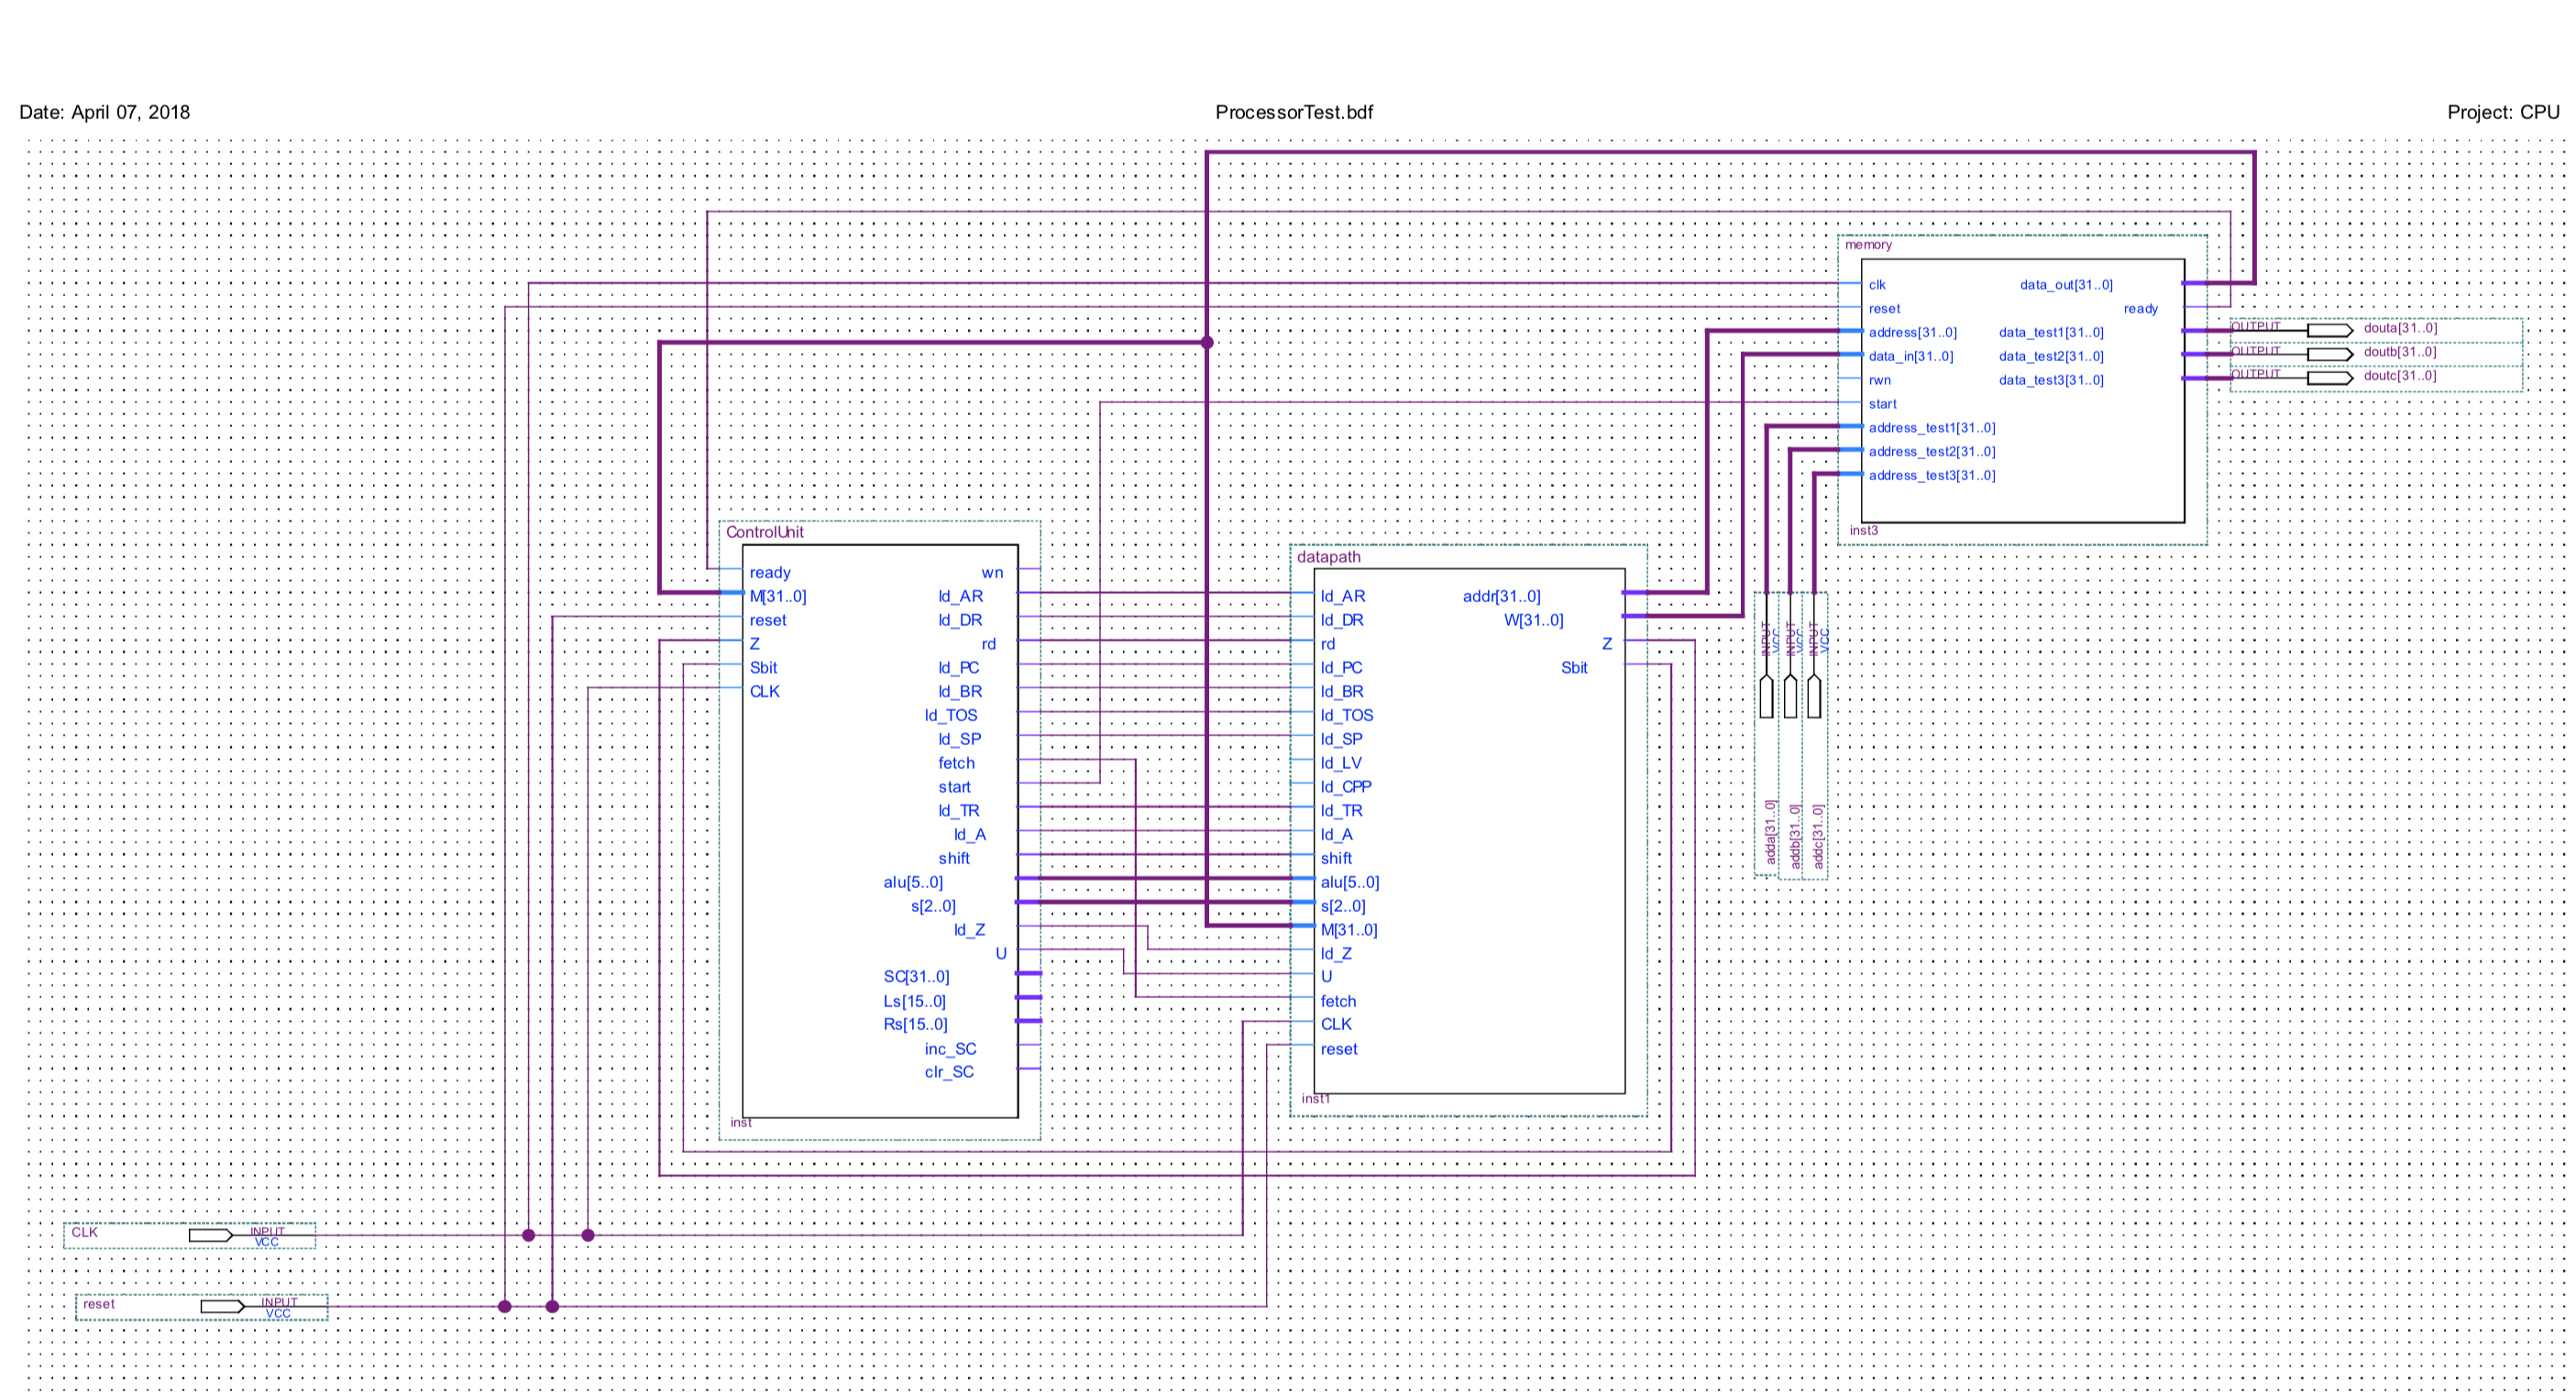 Date: April 07, 2018
ProcessorTest.bdf
Project: CPU
memory
clk
data_out[31..0]
reset
ready
address[31..0]
data_test1[31..0]
data_in[31..0]
data_test2[31..0]
rwn
data_test3[31..0]
start
address_test1[31..0]
address_test2[31..0]
address_test3[31..0]
inst3
OUTPUT
douta[31..0]
OUTPUT
doutb[31..0]
OUTPUT
doutc[31..0]
ControlUnit
ready
wn
M[31..0]
ld_AR
reset
ld_DR
Z
rd
Sbit
ld_PC
CLK
ld_BR
ld_TOS
ld_SP
fetch
start
ld_TR
ld_A
shift
alu[5..0]
s[2..0]
ld_Z
U
SC[31..0]
Ls[15..0]
Rs[15..0]
inc_SC
clr_SC
inst
datapath
ld_AR
addr[31..0]
ld_DR
W[31..0]
rd
Z
ld_PC
Sbit
ld_BR
ld_TOS
ld_SP
ld_LV
ld_CPP
ld_TR
ld_A
shift
alu[5..0]
s[2..0]
M[31..0]
ld_Z
U
fetch
CLK
reset
inst1
INPUT
VCC
adda[31..0]
INPUT
VCC
addb[31..0]
INPUT
VCC
addc[31..0]
CLK
INPUT
VCC
reset
INPUT
VCC